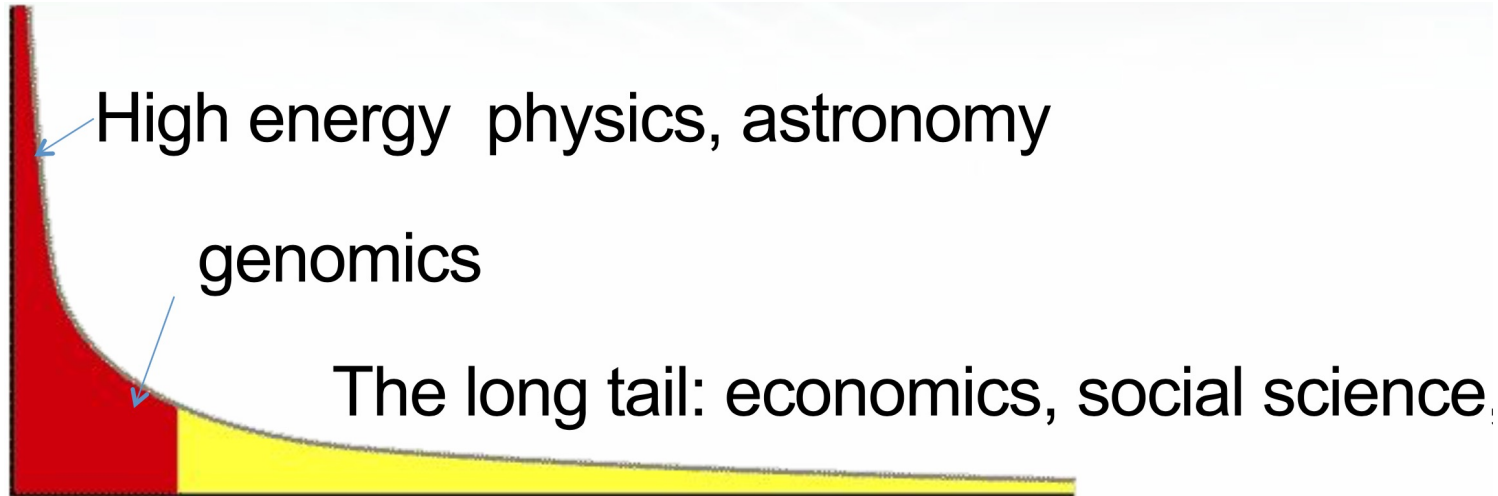 High energy physics, astronomy
genomics
The long tail: economics, social science,